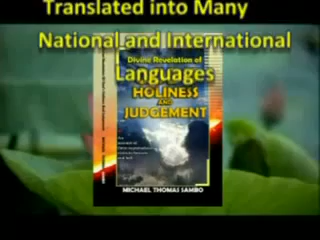 Translated into Many
National and International
Languages
Divine Revelation of
HOLINESS
AND
JUDGEMENT
MICHAEL THOMAS SAMBO